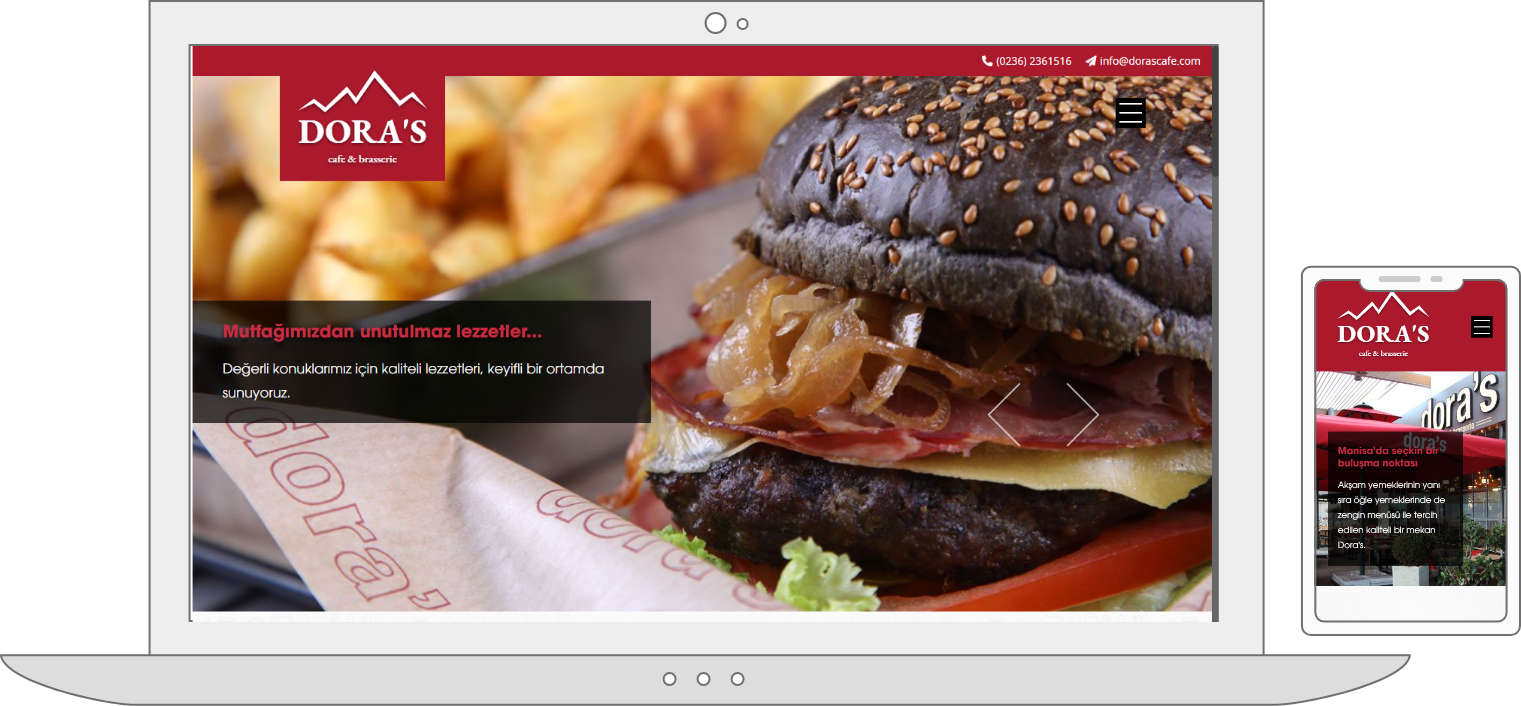 (0236) 2361516 info@dorascafe.com
DORA'S
cafe & brasserie
Mutfağımızdan unutulmaz lezzetler...
Değerli konuklarımız için kaliteli lezzetleri, keyifli bir ortamda
sunuyoruz.
dora'
DORA'S
cafe & brasserie
dora's
dora's
Manisa'da seçkin bir
buluşma noktası
Akşam yemeklerinin yanı
sıra öğle yemeklerinde de
zengin menüsü ile tercih
edilen kaliteli bir mekan
Dora's.